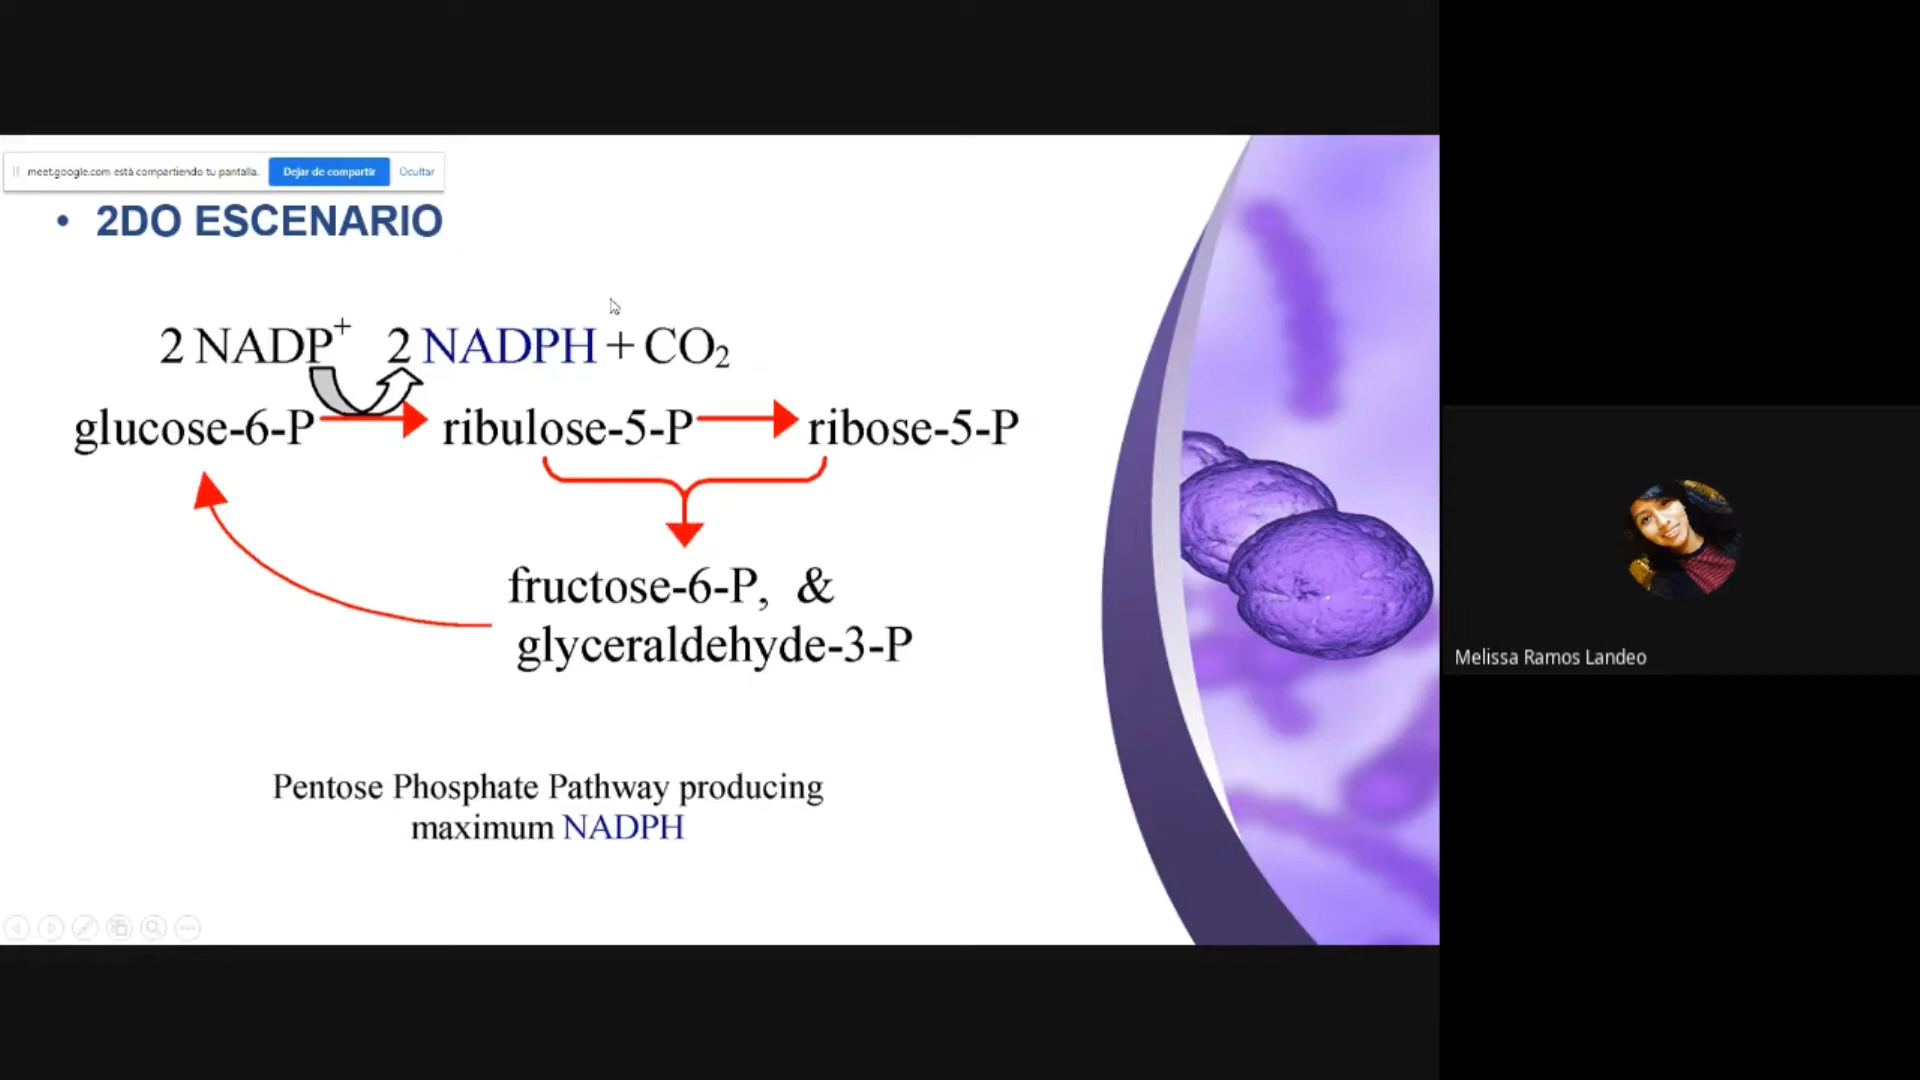 meet.google.com está compartiendo tu pantalla. Dejar de compartir Ocultar
• 2DO ESCENARIO
2 NADP⁺ 2 NADPH + CO₂
glucose-6-P ribulose-5-P ribose-5-P
fructose-6-P, &
glyceraldehyde-3-P
Pentose Phosphate Pathway producing
maximum NADPH
Melissa Ramos Landeo